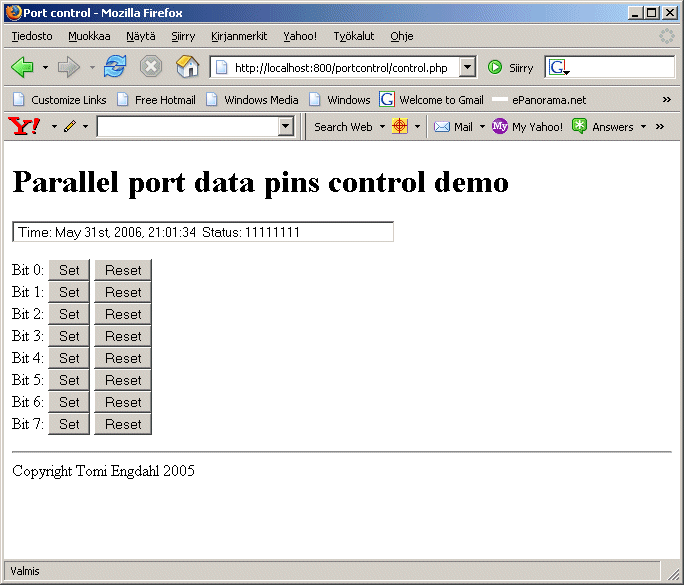 Port control - Mozilla Firefox
Tiedosto Muokkaa Näytä Siirry Kirjanmerkit Yahoo! Työkalut Ohje
http://localhost:800/portcontrol/control.php Siirry G
Customize Links Free Hotmail Windows Media Windows G Welcome to Gmail ePanorama.net »
Y! Search Web Mail My My Yahoo! Answers »
Parallel port data pins control demo
Time: May 31st, 2006, 21:01:34 Status: 11111111
Bit 0: Set Reset
Bit 1: Set Reset
Bit 2: Set Reset
Bit 3: Set Reset
Bit 4: Set Reset
Bit 5: Set Reset
Bit 6: Set Reset
Bit 7: Set Reset
Copyright Tomi Engdahl 2005
Valmis